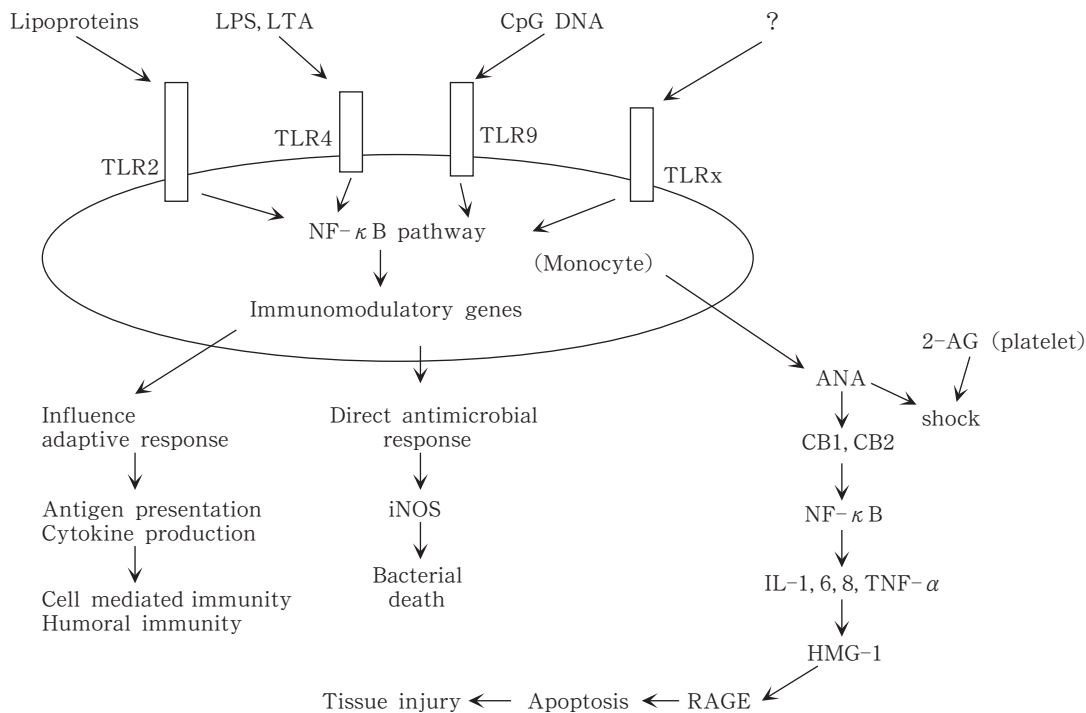 Lipoproteins
LPS, LTA
CpG DNA
?
TLR2
TLR4
TLR9
TLRx
NF-κB pathway
(Monocyte)
Immunomodulatory genes
2-AG (platelet)
ANA
shock
Influence
adaptive response
Direct antimicrobial
response
CB1, CB2
Antigen presentation
Cytokine production
iNOS
NF-κB
Bacterial
death
IL-1, 6, 8, TNF-α
Cell mediated immunity
Humoral immunity
HMG-1
Tissue injury
Apoptosis
RAGE